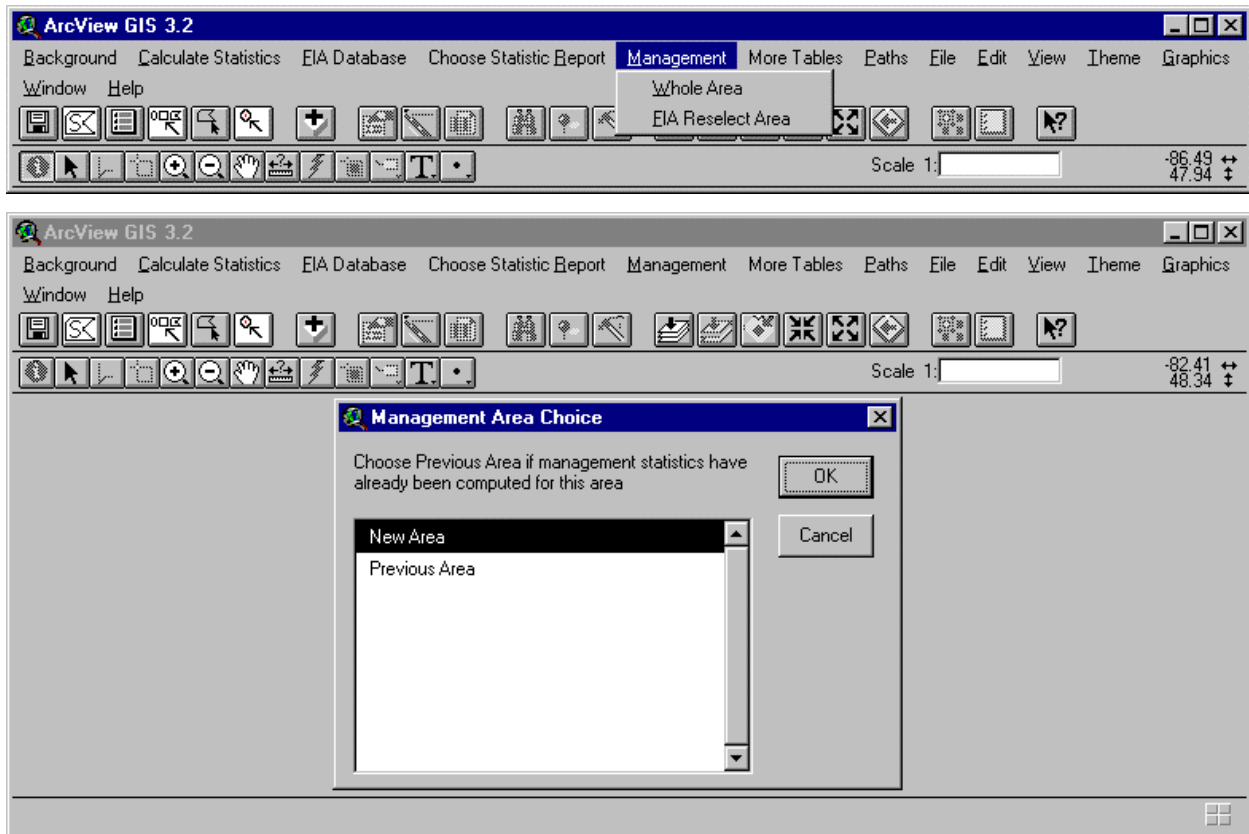 ArcView GIS 3.2
Background Calculate Statistics FIA Database Choose Statistic Report Management More Tables Paths File Edit View Theme Graphics
Window Help
Whole Area
FIA Reselect Area
Scale 1:
-86.49
47.94
ArcView GIS 3.2
Background Calculate Statistics FIA Database Choose Statistic Report Management More Tables Paths File Edit View Theme Graphics
Window Help
Scale 1:
-82.41
48.34
Management Area Choice
Choose Previous Area if management statistics have
already been computed for this area
OK
New Area
Cancel
Previous Area